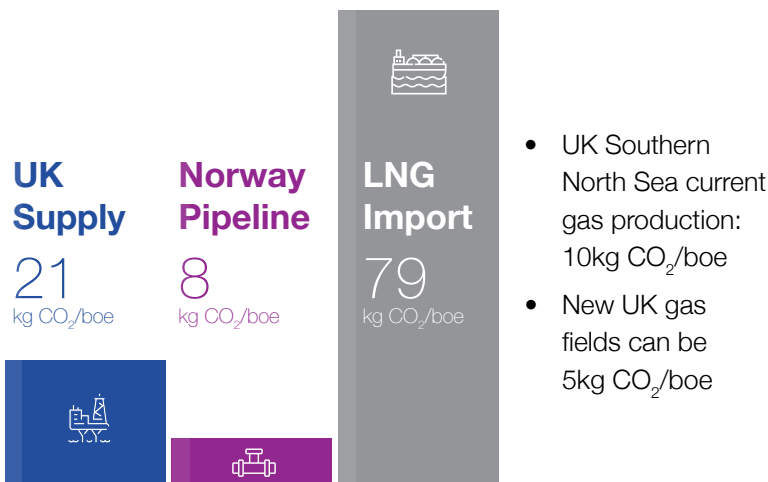 UK
Supply
21
kg CO₂/boe
Norway
Pipeline
8
kg CO₂/boe
LNG
Import
79
kg CO₂/boe
• UK Southern
North Sea current
gas production:
10kg CO₂/boe
• New UK gas
fields can be
5kg CO₂/boe